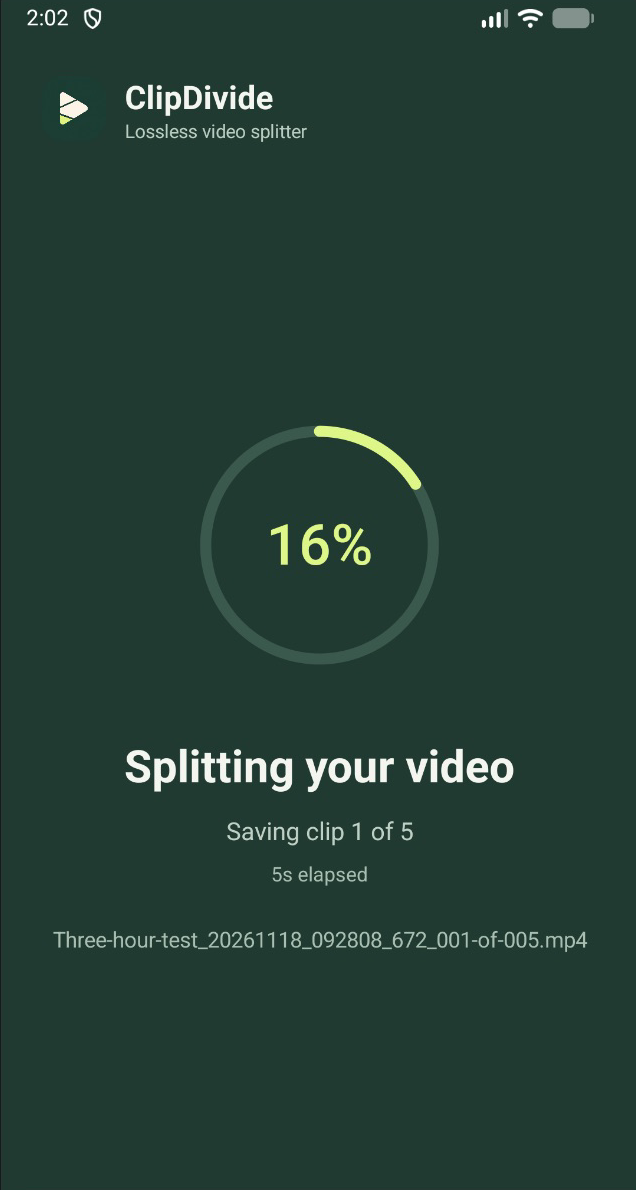 2:02
ClipDivide
Lossless video splitter
16%
Splitting your video
Saving clip 1 of 5
5s elapsed
Three-hour-test_20261118_092808_672_001-of-005.mp4